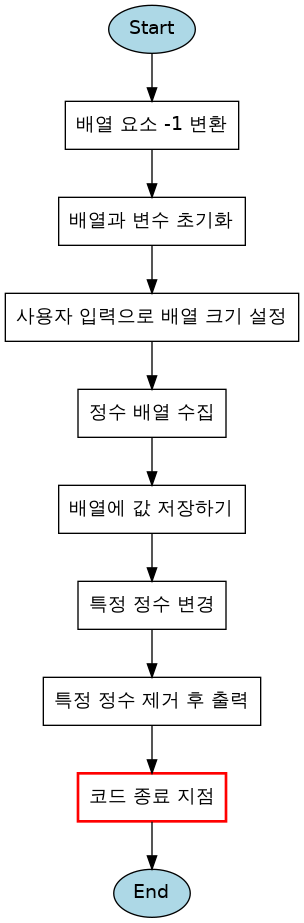 Start
배열 요소 -1 변환
배열과 변수 초기화
사용자 입력으로 배열 크기 설정
정수 배열 수집
배열에 값 저장하기
특정 정수 변경
특정 정수 제거 후 출력
코드 종료 지점
End